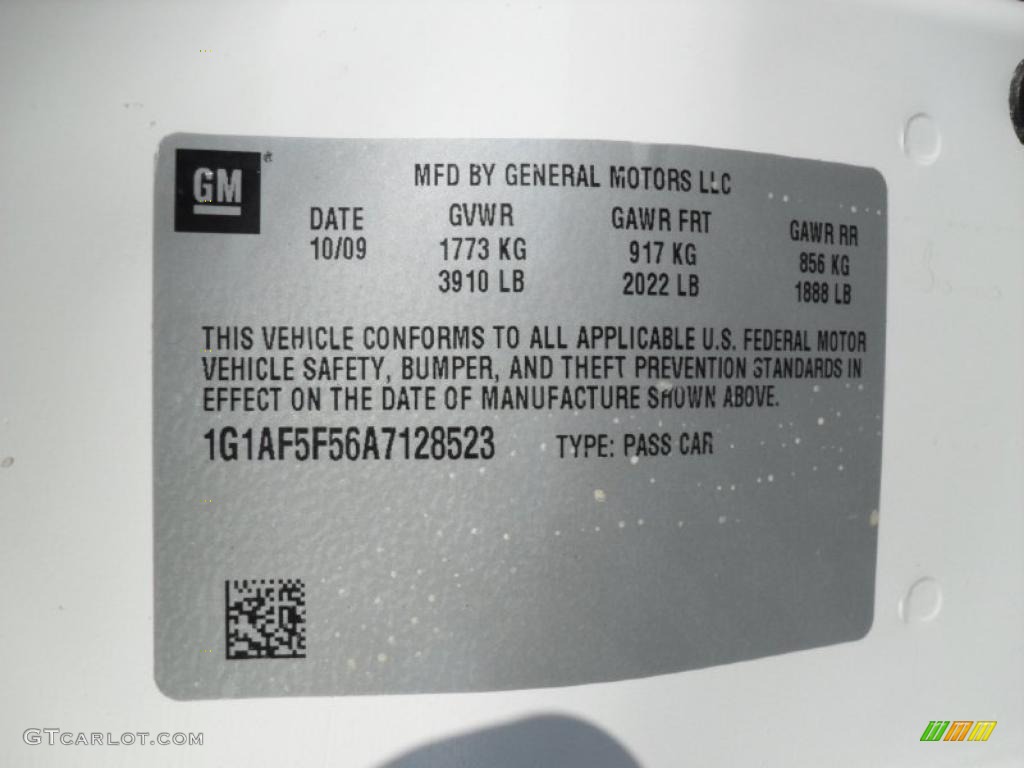 GM
MFD BY GENERAL MOTORS LLC
DATE GVWR GAWR FRT GAWR RR
10/09 1773 KG 917 KG 856 KG
3910 LB 2022 LB 1888 LB
THIS VEHICLE CONFORMS TO ALL APPLICABLE U.S. FEDERAL MOTOR
VEHICLE SAFETY, BUMPER, AND THEFT PREVENTION STANDARDS IN
EFFECT ON THE DATE OF MANUFACTURE SHOWN ABOVE.
1G1AF5F56A7128523 TYPE: PASS CAR
GTCARLOT.COM